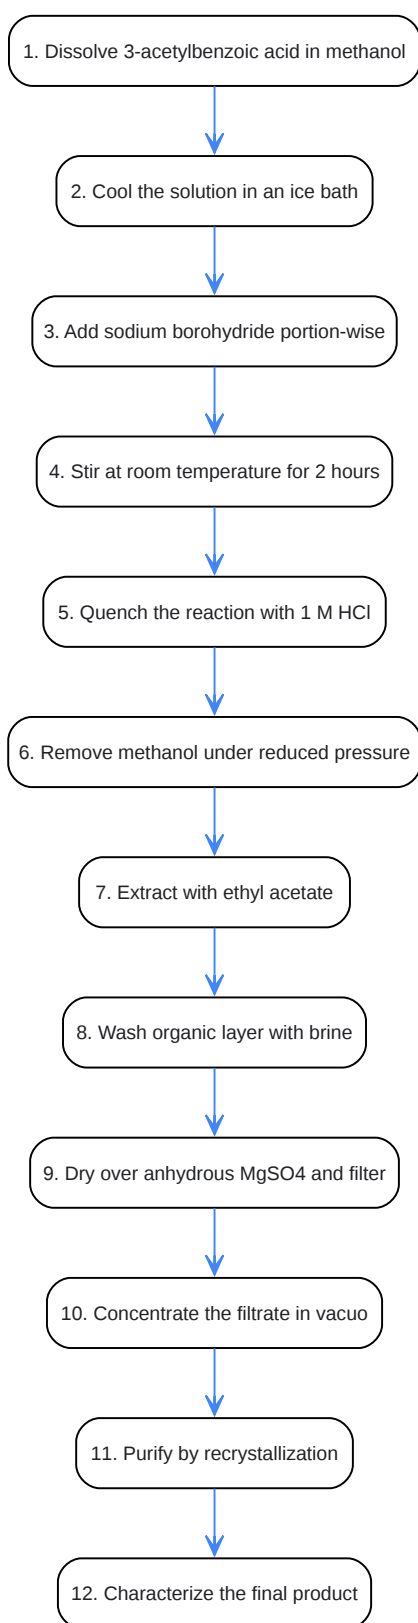 1. Dissolve 3-acetylbenzoic acid in methanol
2. Cool the solution in an ice bath
3. Add sodium borohydride portion-wise
4. Stir at room temperature for 2 hours
5. Quench the reaction with 1 M HCl
6. Remove methanol under reduced pressure
7. Extract with ethyl acetate
8. Wash organic layer with brine
9. Dry over anhydrous MgSO4 and filter
10. Concentrate the filtrate in vacuo
11. Purify by recrystallization
12. Characterize the final product